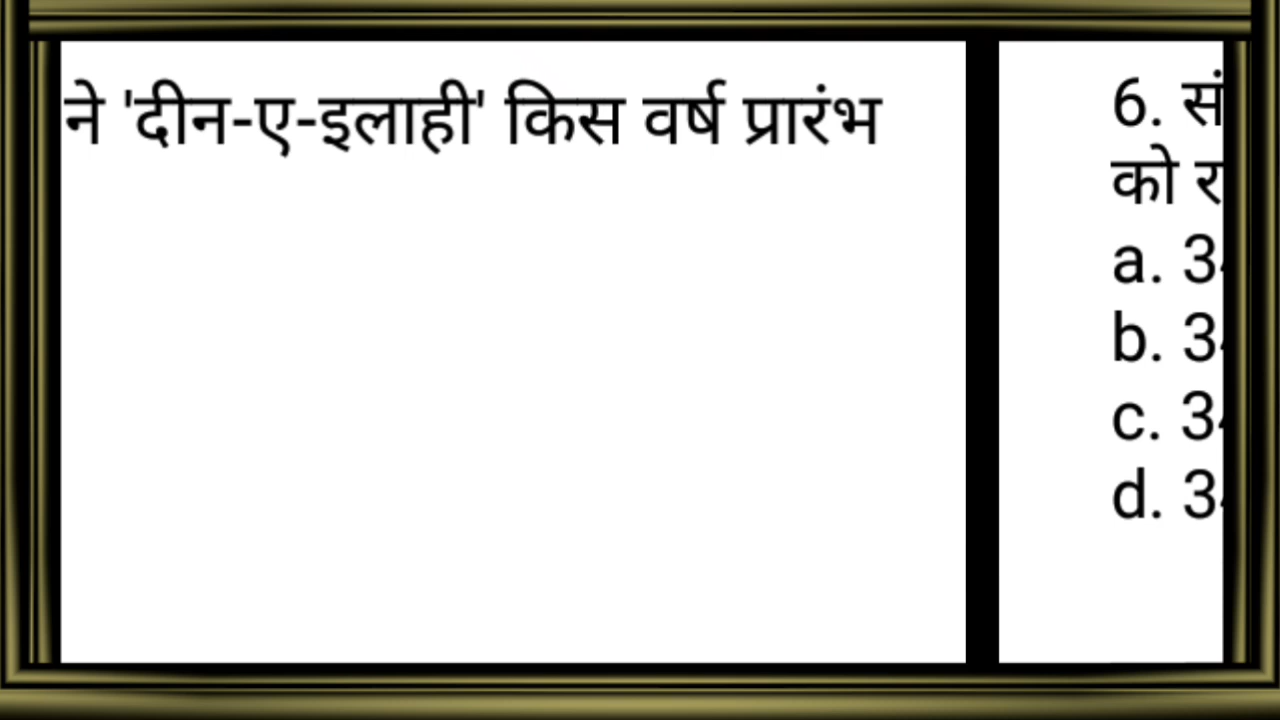 ने 'दीन-ए-इलाही' किस वर्ष प्रारंभ
6. सं
को
a. 3
b. 3
c. 3
d. 3